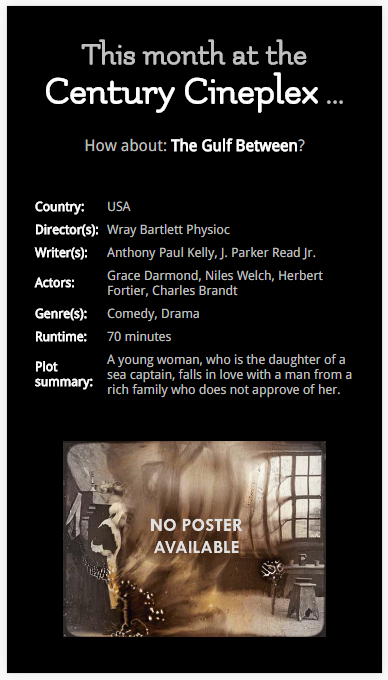 This month at the
Century Cineplex ...
How about: The Gulf Between?
Country: USA
Director(s): Wray Bartlett Physioc
Writer(s): Anthony Paul Kelly, J. Parker Read Jr.
Actors: Grace Darmond, Niles Welch, Herbert
Fortier, Charles Brandt
Genre(s): Comedy, Drama
Runtime: 70 minutes
Plot
summary:
A young woman, who is the daughter of a
sea captain, falls in love with a man from a
rich family who does not approve of her.
NO POSTER
AVAILABLE